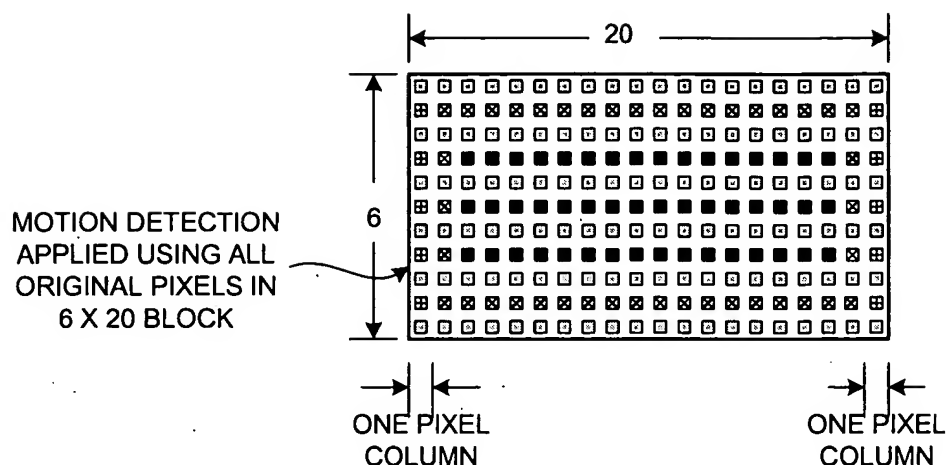 20
6
MOTION DETECTION
APPLIED USING ALL
ORIGINAL PIXELS IN
6 X 20 BLOCK
ONE PIXEL
COLUMN
ONE PIXEL
COLUMN